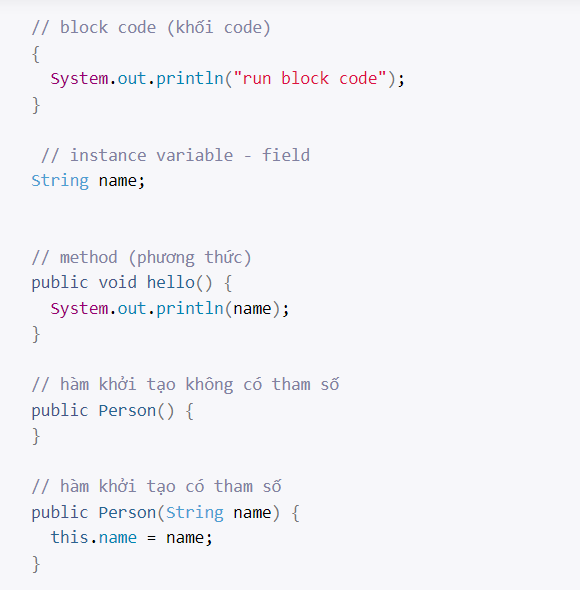 // block code (khối code)
{
  System.out.println("run block code");
}
 // instance variable - field
String name;
// method (phương thức)
public void hello() {
  System.out.println(name);
}
// hàm khởi tạo không có tham số
public Person() {
}
// hàm khởi tạo có tham số
public Person(String name) {
  this.name = name;
}